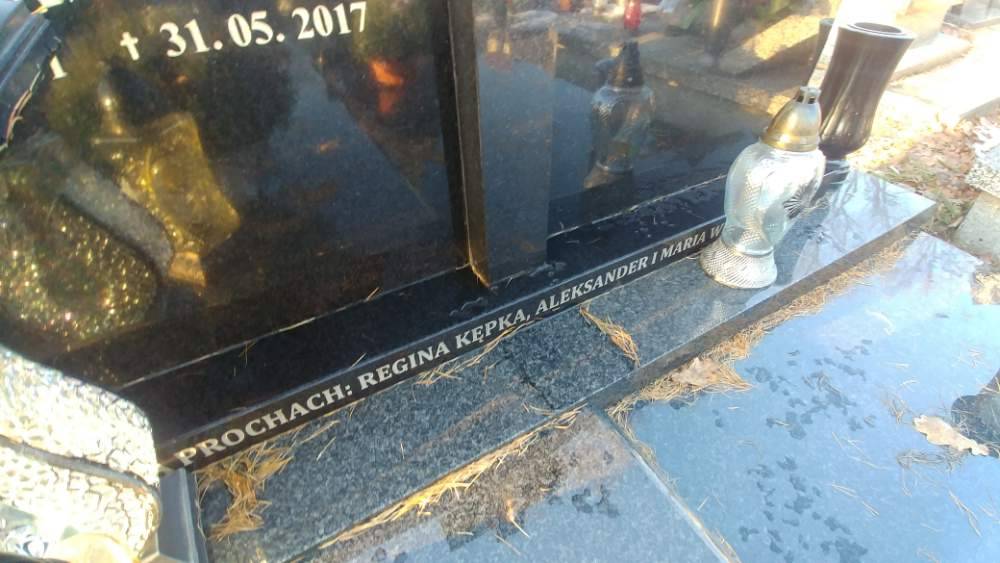 † 31.05.2017
PROCHACH: REGINA KĘPKA, ALEKSANDER I MARIA W